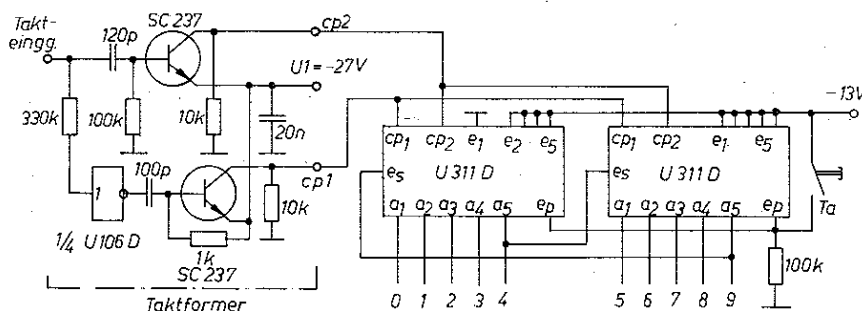 Takt-
eingg.
SC 237
120p
cp2
U1=-27V
330k
100k
10k
20n
100p
cp1
1
10k
1/4 U106 D
1k
SC 237
Taktformer
-13V
cp1 cp2 e1 e2 e5
es U 311 D
a1 a2 a3 a4 a5 ep
0 1 2 3 4
cp1 cp2 e1 e5
es U 311 D
a1 a2 a3 a4 a5 ep
5 6 7 8 9
Ta
100k